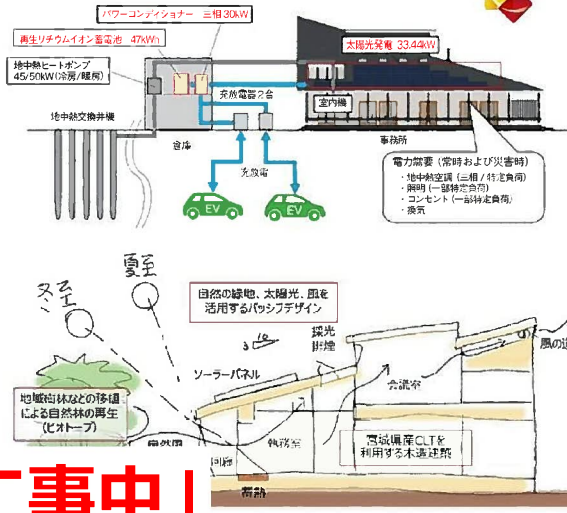 パワーコンディショナー 三相30kW
再生リチウムイオン蓄電池 47kWh
太陽光発電 33.44kW
地中熱ヒートポンプ
45/50kW(冷房/暖房)
充放電器2台
室内機
地中熱交換井機
倉庫
事務所
充放電
EV
EV
電力需要(常時および災害時)
・地中熱空調(三相/特定負荷)
・照明(一部特定負荷)
・コンセント(一部特定負荷)
・換気
夏至
冬至
自然の緑地、太陽光、風を
活用するパッシブデザイン
採光
排煙
風の道
ソーラーパネル
会議室
地域樹林などの移植
による自然林の再生
(ビオトープ)
執務室
宮城県産CLTを
利用する木造建築
回廊
蓄熱
事中!